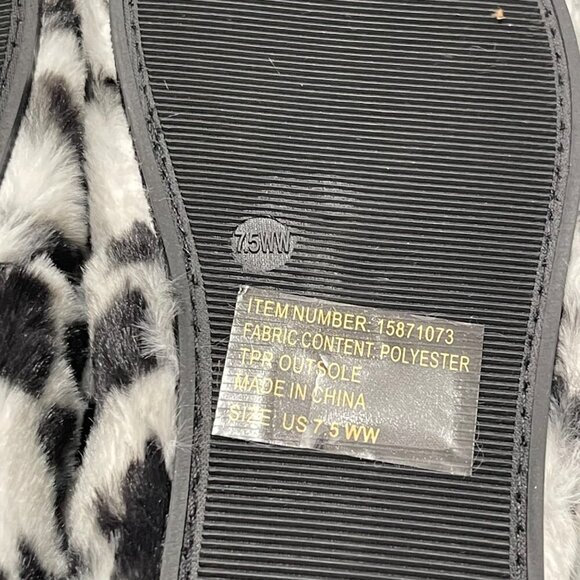 7.5WW
ITEM NUMBER: 15871073
FABRIC CONTENT: POLYESTER
TPR OUTSOLE
MADE IN CHINA
SIZE: US 7.5 WW